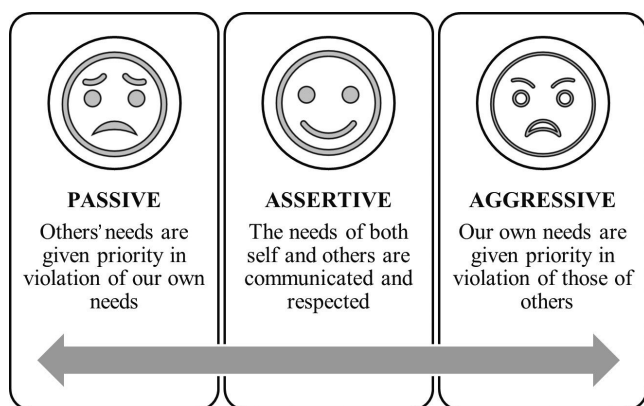 PASSIVE
Others' needs are
given priority in
violation of our own
needs
ASSERTIVE
The needs of both
self and others are
communicated and
respected
AGGRESSIVE
Our own needs are
given priority in
violation of those of
others